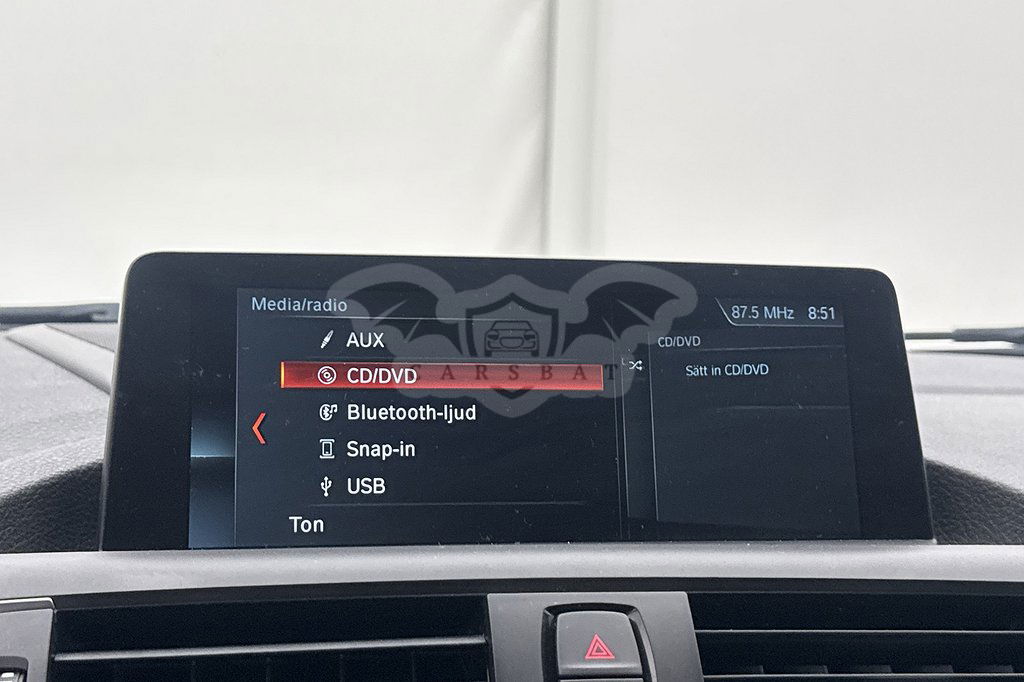 Media/radio
87.5 MHz 8:51
AUX
CD/DVD
Bluetooth-ljud
Snap-in
USB
Ton
CD/DVD
Sätt in CD/DVD
CARSBAT